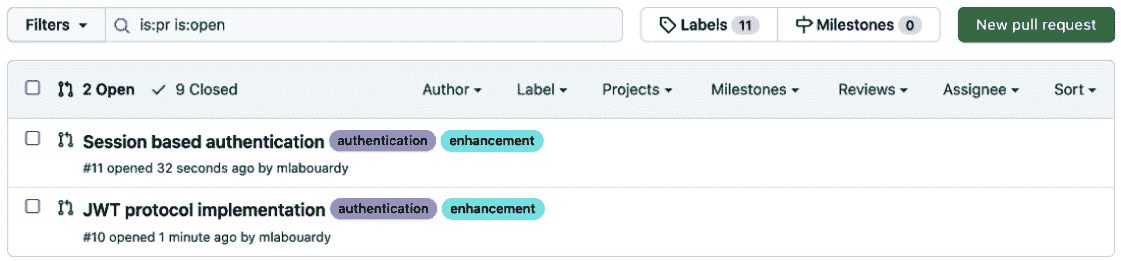 Filters is:pr is:open Labels 11 Milestones 0 New pull request
2 Open 9 Closed Author Label Projects Milestones Reviews Assignee Sort
Session based authentication authentication enhancement
#11 opened 32 seconds ago by mlabouardy
JWT protocol implementation authentication enhancement
#10 opened 1 minute ago by mlabouardy